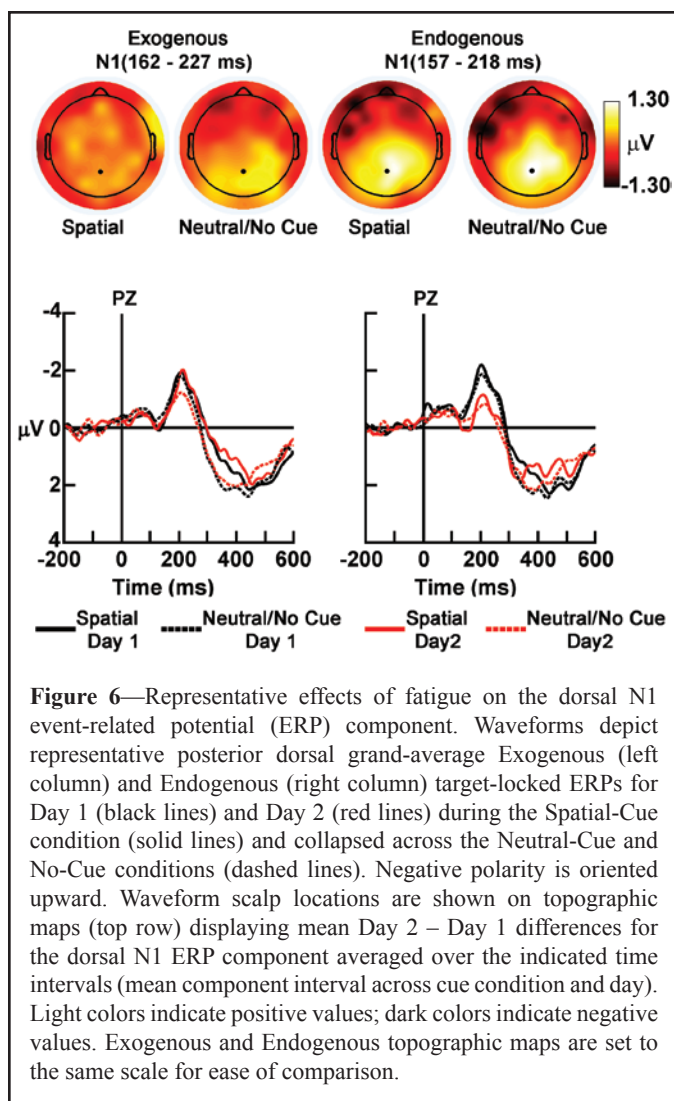 Exogenous
N1(162 - 227 ms)
Endogenous
N1(157 - 218 ms)
1.30
µV
-1.30
Spatial
Neutral/No Cue
Spatial
Neutral/No Cue
PZ
PZ
-4
-2
µV 0
2
4
-200 0 200 400 600
-200 0 200 400 600
Time (ms)
Time (ms)
Spatial Day 1
Neutral/No Cue Day 1
Spatial Day2
Neutral/No Cue Day2
Figure 6—Representative effects of fatigue on the dorsal N1
event-related potential (ERP) component. Waveforms depict
representative posterior dorsal grand-average Exogenous (left
column) and Endogenous (right column) target-locked ERPs for
Day 1 (black lines) and Day 2 (red lines) during the Spatial-Cue
condition (solid lines) and collapsed across the Neutral-Cue and
No-Cue conditions (dashed lines). Negative polarity is oriented
upward. Waveform scalp locations are shown on topographic
maps (top row) displaying mean Day 2 – Day 1 differences for
the dorsal N1 ERP component averaged over the indicated time
intervals (mean component interval across cue condition and day).
Light colors indicate positive values; dark colors indicate negative
values. Exogenous and Endogenous topographic maps are set to
the same scale for ease of comparison.